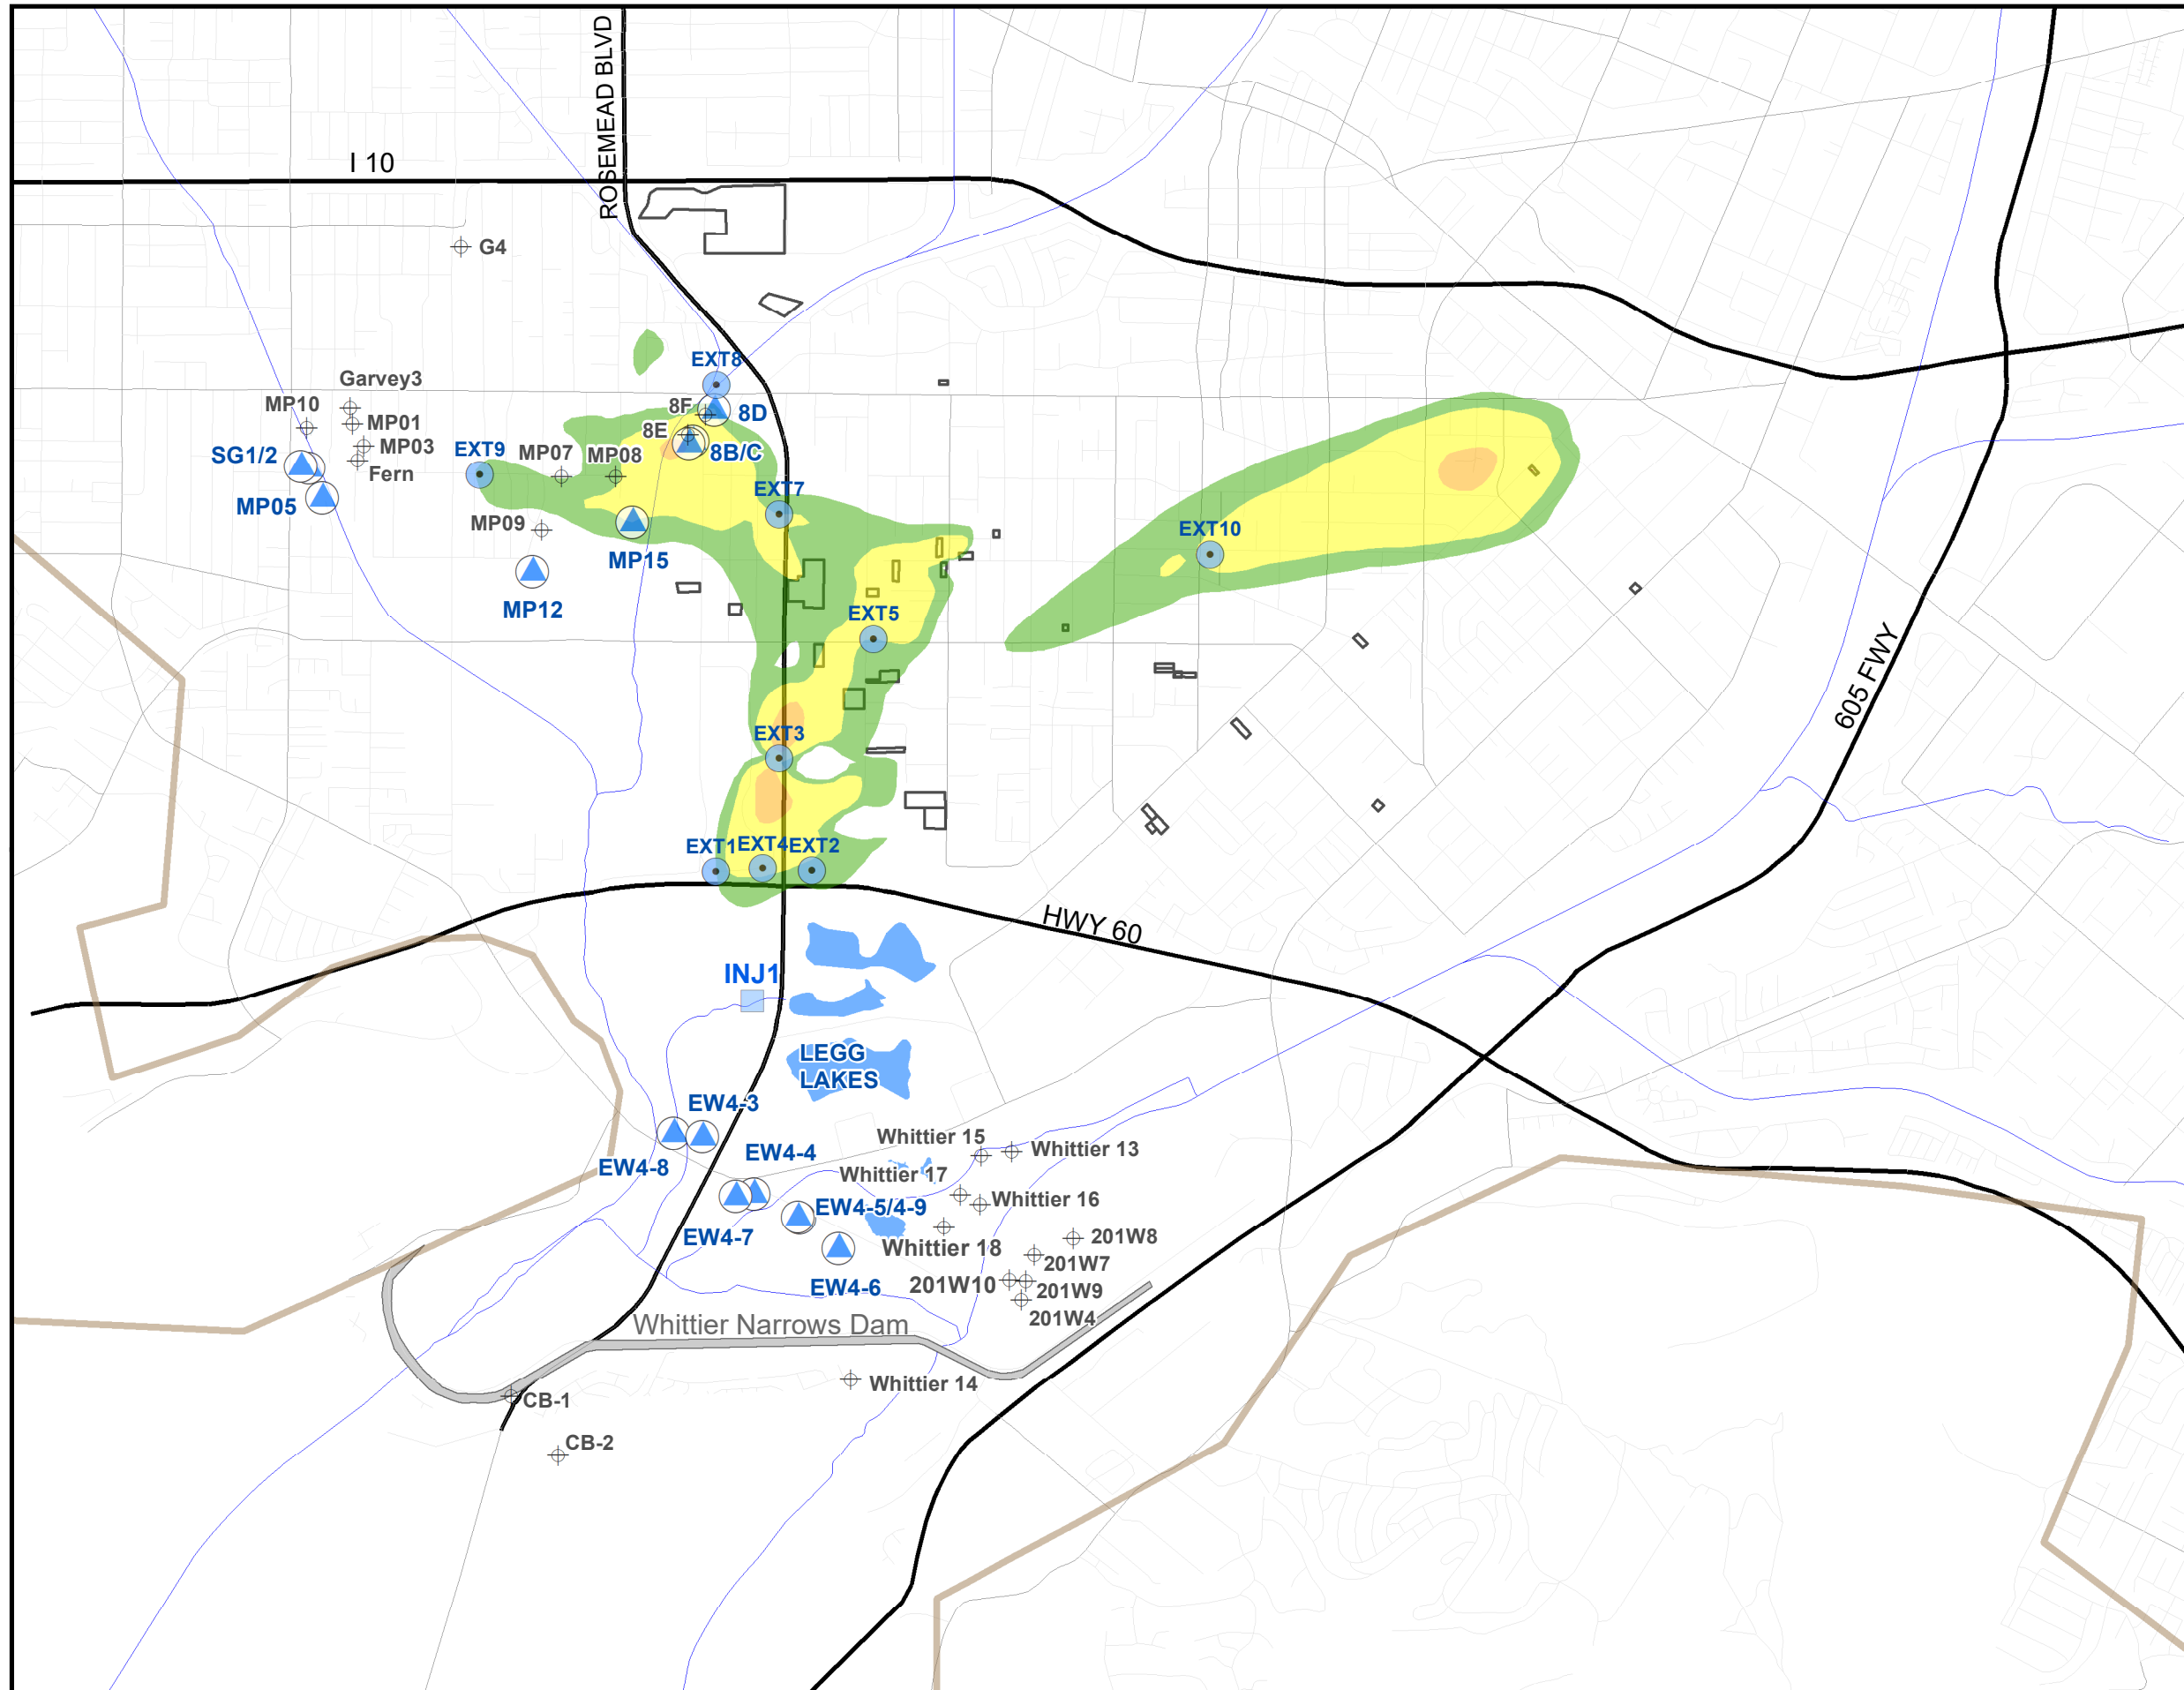 ROSEMEAD BLVD
I 10
G4
EXT8
Garvey3
MP10
8F
8D
MP01
8E
MP03
SG1/2
EXT9
MP07
MP08
8B/C
Fern
MP05
EXT7
MP09
EXT10
MP15
MP12
EXT5
605 FWY
EXT3
EXT1
EXT4
EXT2
HWY 60
INJ1
LEGG
LAKES
EW4-3
Whittier 15
Whittier 13
EW4-4
EW4-8
Whittier 17
Whittier 16
EW4-5/4-9
EW4-7
201W8
Whittier 18
201W7
EW4-6
201W10
201W9
201W4
Whittier Narrows Dam
Whittier 14
CB-1
CB-2